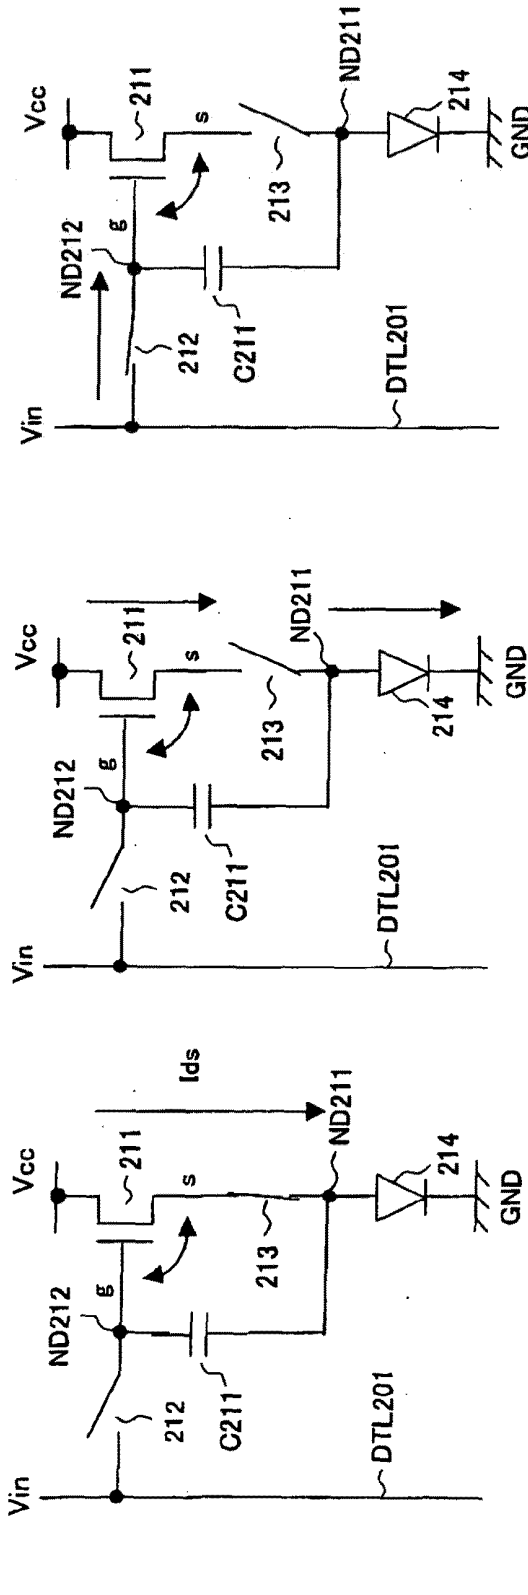 Vin
Vcc
ND212
g
211
s
Ids
212
C211
213
ND211
214
DTL201
GND
Vin
Vcc
ND212
g
211
s
212
C211
213
ND211
214
DTL201
GND
Vin
Vcc
ND212
g
211
s
212
C211
213
ND211
214
DTL201
GND